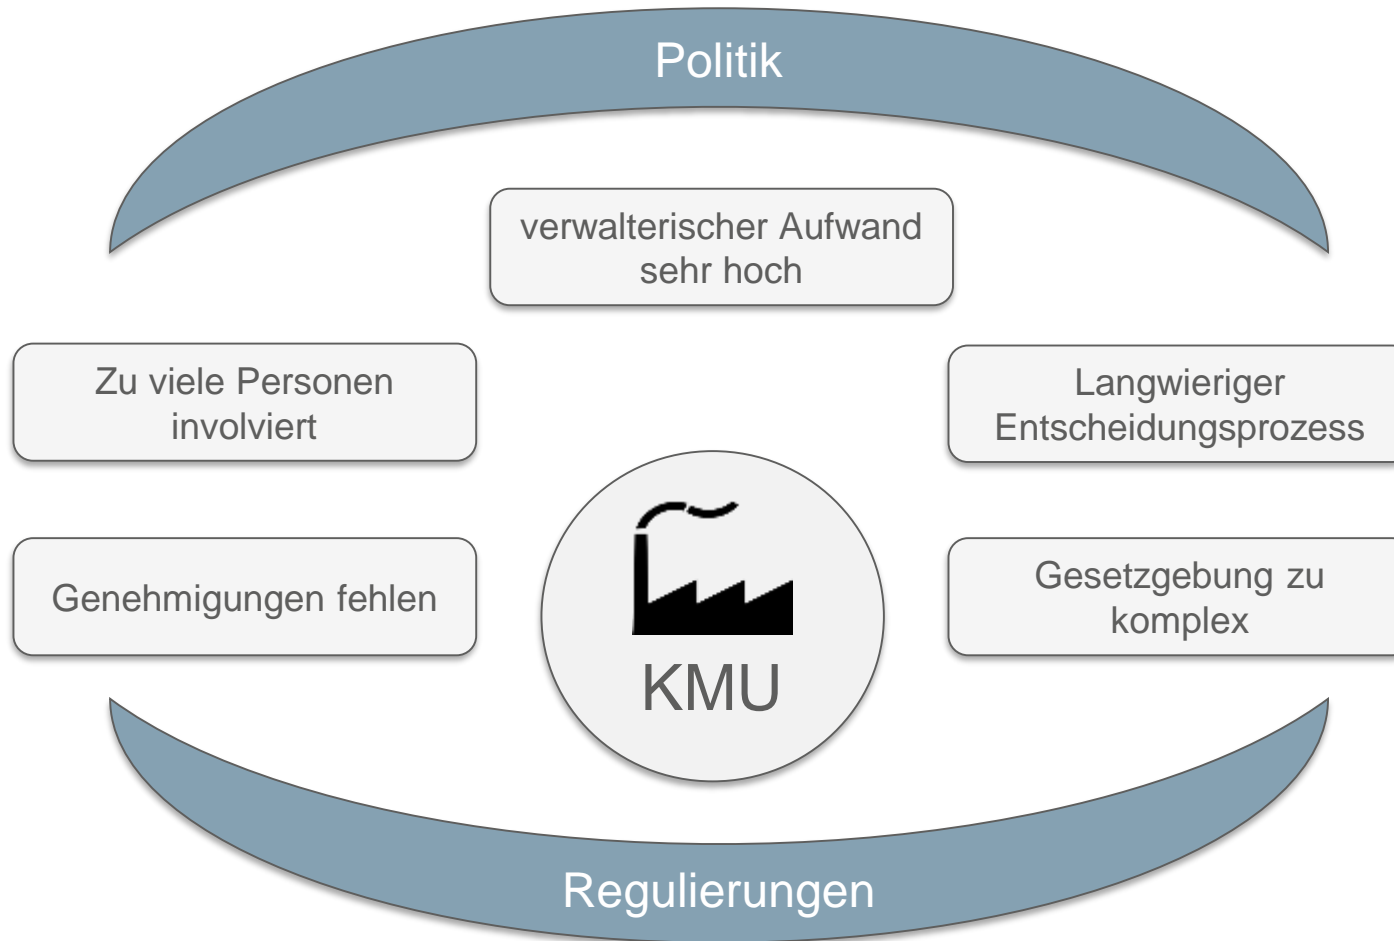 Politik
verwalterischer Aufwand
sehr hoch
Zu viele Personen
involviert
Langwieriger
Entscheidungsprozess
Genehmigungen fehlen
Gesetzgebung zu
komplex
KMU
Regulierungen